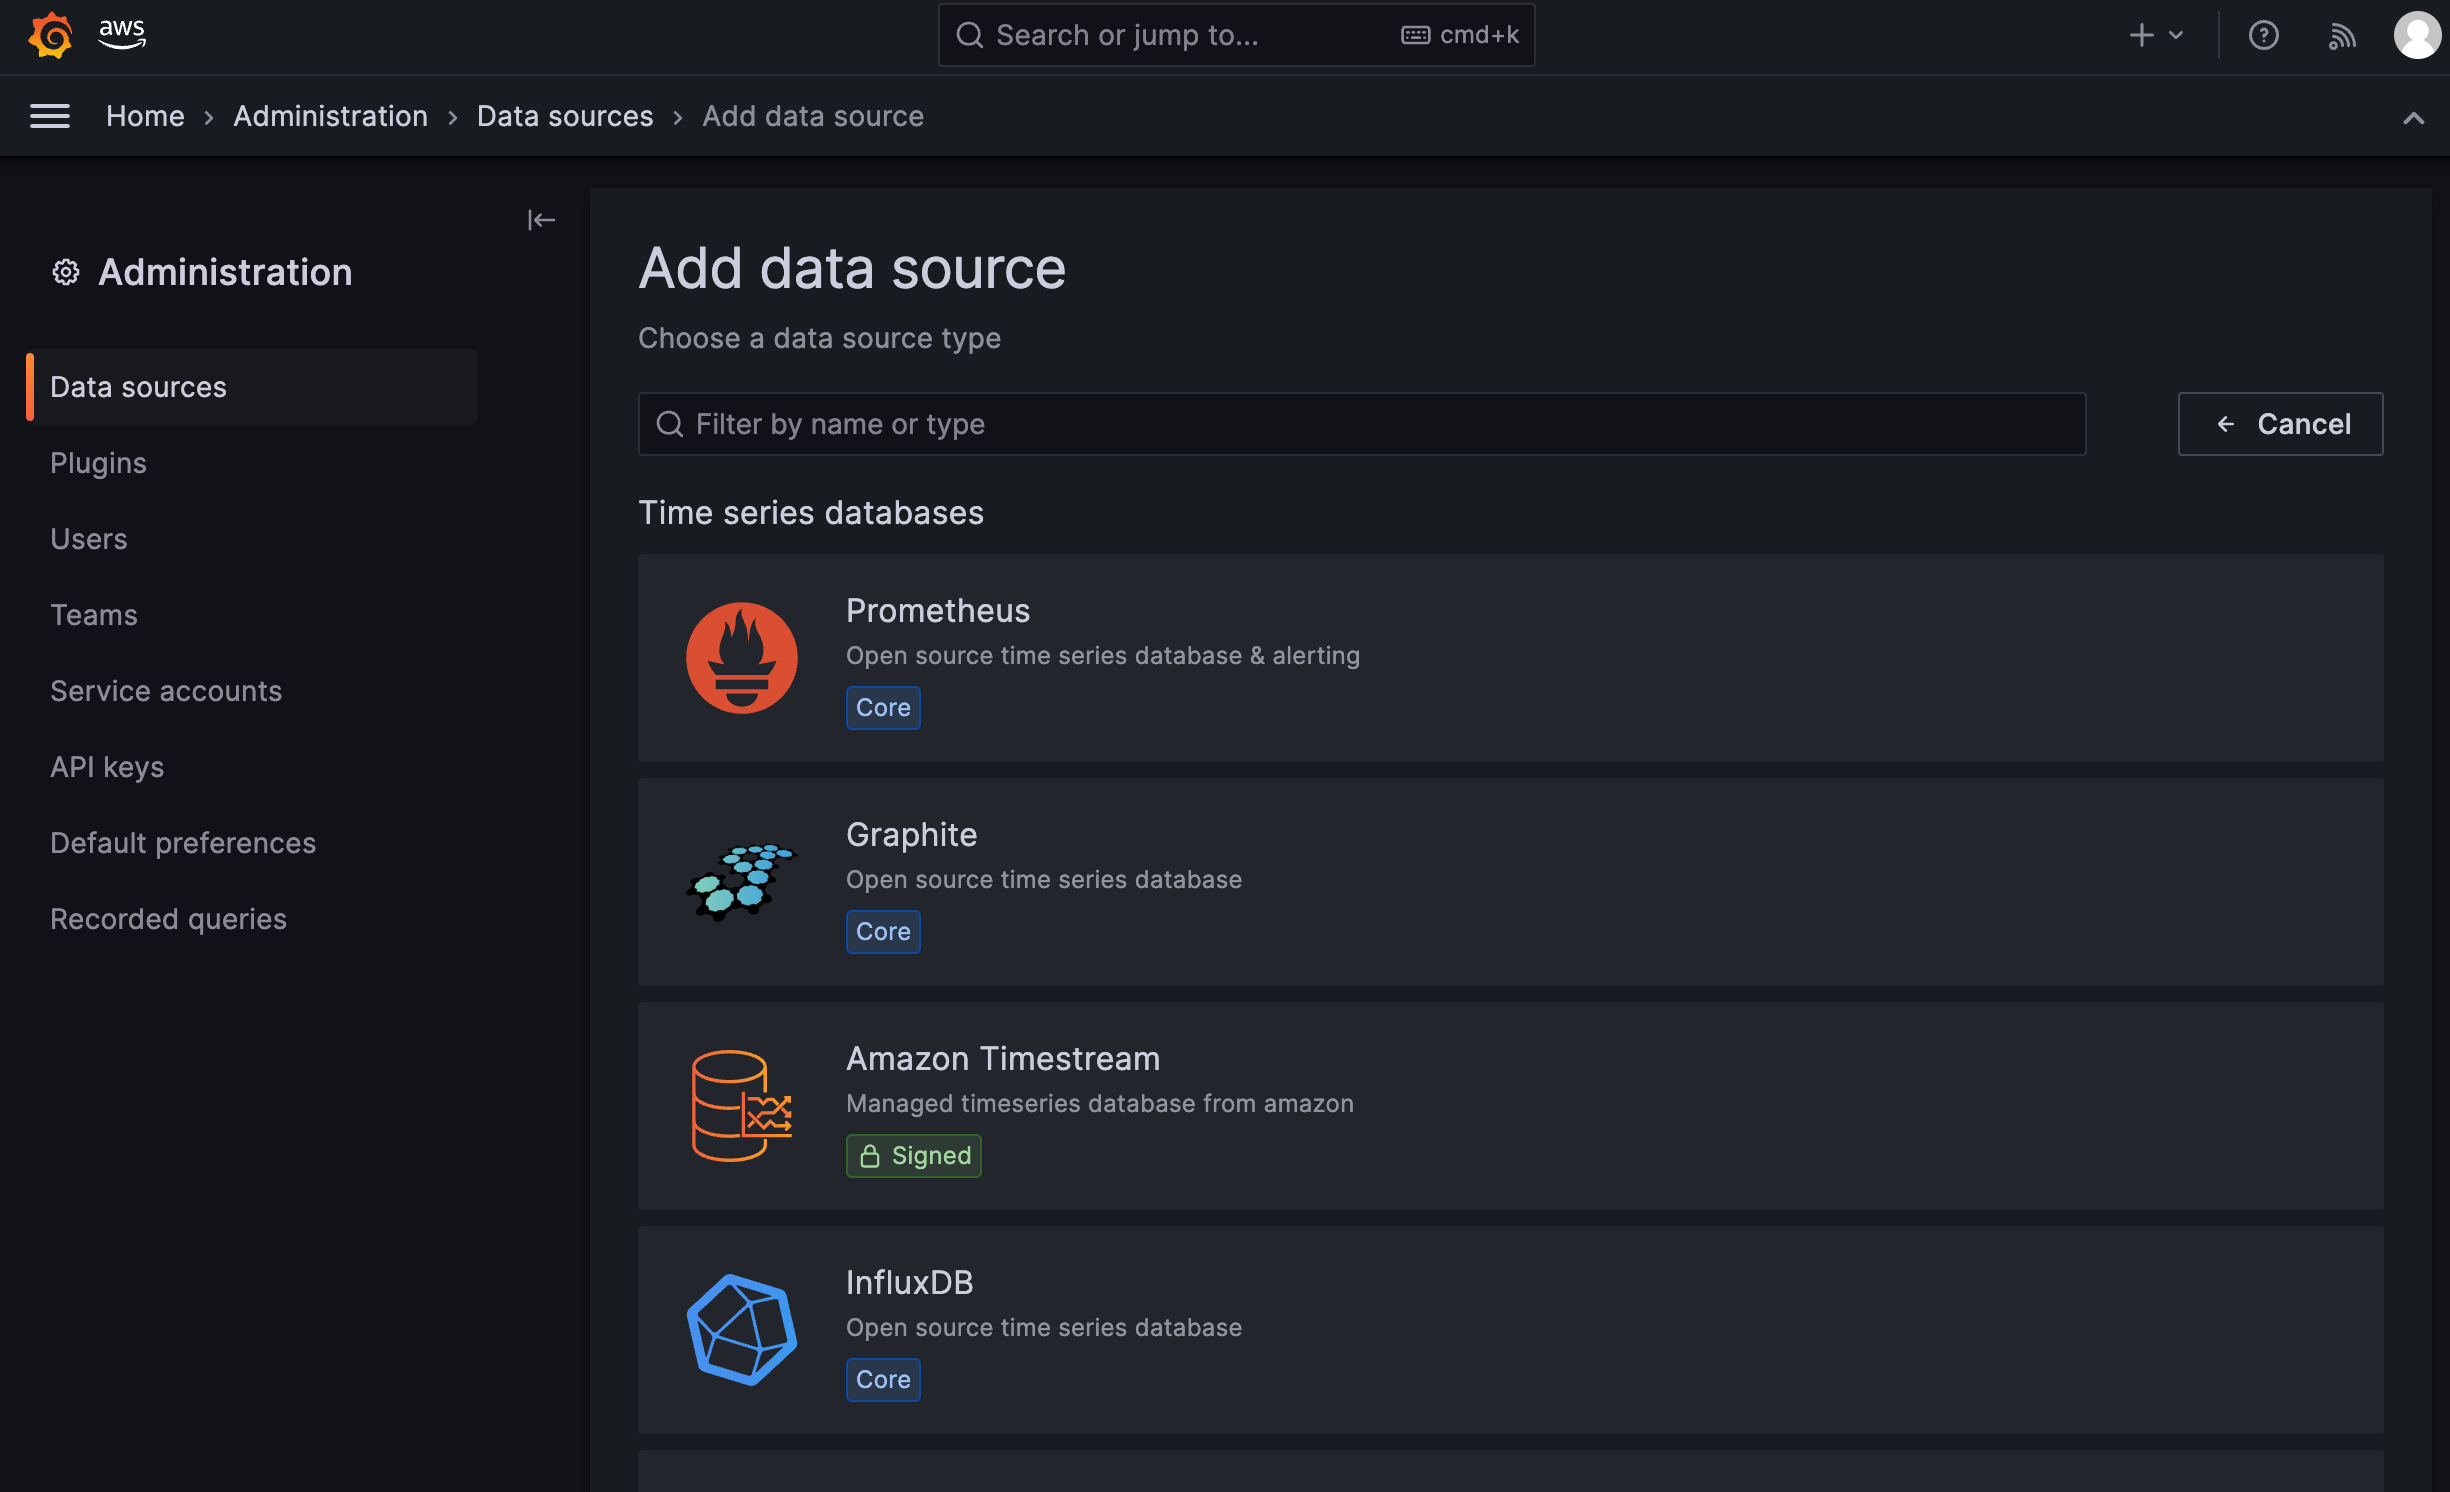 aws
Search or jump to...
cmd+k
Home › Administration › Data sources › Add data source
Administration
Data sources
Plugins
Users
Teams
Service accounts
API keys
Default preferences
Recorded queries
Add data source
Choose a data source type
Filter by name or type
Cancel
Time series databases
Prometheus
Open source time series database & alerting
Core
Graphite
Open source time series database
Core
Amazon Timestream
Managed timeseries database from amazon
Signed
InfluxDB
Open source time series database
Core